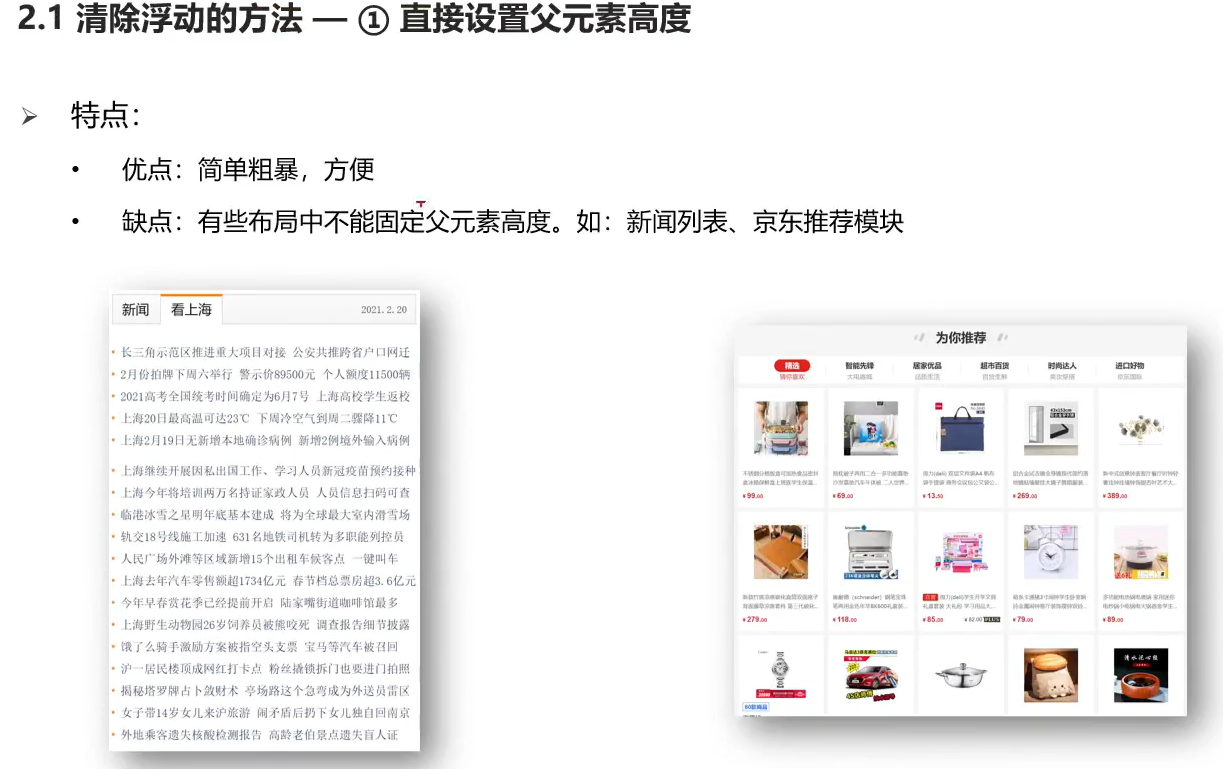 2.1 清除浮动的方法 — ① 直接设置父元素高度
➢ 特点：
• 优点：简单粗暴，方便
• 缺点：有些布局中不能固定父元素高度。如：新闻列表、京东推荐模块
新闻 看上海 2021.2.20
长三角示范区推进重大项目对接 公安共推跨省户口网迁
2月份拍牌下周六举行 警示价89800元 个人额度11500辆
2021高考全国统考时间确定为6月7号 上海高校学生返校
上海20日最高温可达23℃ 下周冷空气到周二骤降11℃
上海2月19日无新增本地确诊病例 新增2例境外输入病例
上海继续开展因私出国工作、学习人员新冠疫苗预约接种
上海今年将培训两万名持证家政人员 人员信息扫码可查
临港冰雪之星明年底基本建成 将为全球最大室内滑雪场
轨交18号线施工加速 631名地铁司机转为多职能列控员
人民广场外滩等区域新增15个出租车候客点 一键叫车
上海去年汽车零售额超1734亿元 春节档总票房超3.6亿元
今年早春赏花季已经提前开启 陆家嘴街道咖啡馆最多
上海野生动物园26岁饲养员被熊咬死 调查报告细节披露
饿了么骑手激励方案被指空头支票 宝马等汽车被召回
沪一居民楼顶成网红打卡点 粉丝撬锁拆门也要进门拍照
揭秘塔罗牌占卜敛财术 亭场路这个急弯成为外送员雷区
女子带14岁女儿来沪旅游 闹矛盾后扔下女儿独自回南京
外地乘客遗失核酸检测报告 高龄老伯景点遗失盲人证
为你推荐
精选 智能先锋 居家优品 超市百货 时尚达人 进口好物
猜你喜欢 大电器城 品质生活 百货生鲜 美妆穿搭 京东国际
¥99.00 ¥69.00 ¥13.50 ¥269.00 ¥389.00
¥279.00 ¥118.00 ¥85.00 ¥82.00 PLUS ¥79.00 ¥89.00